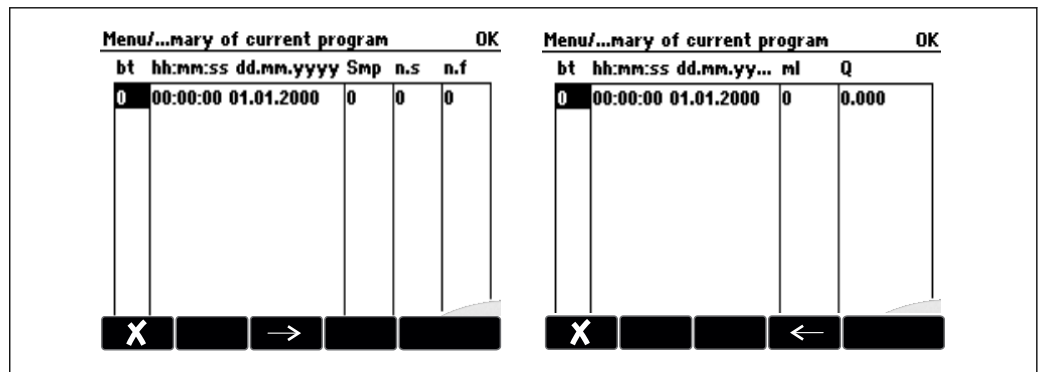 Menu/...mary of current program OK
bt hh:mm:ss dd.mm.yyyy Smp n.s n.f
0 00:00:00 01.01.2000 0 0 0
X →
Menu/...mary of current program OK
bt hh:mm:ss dd.mm.yy... ml Q
0 00:00:00 01.01.2000 0 0.000
X ←